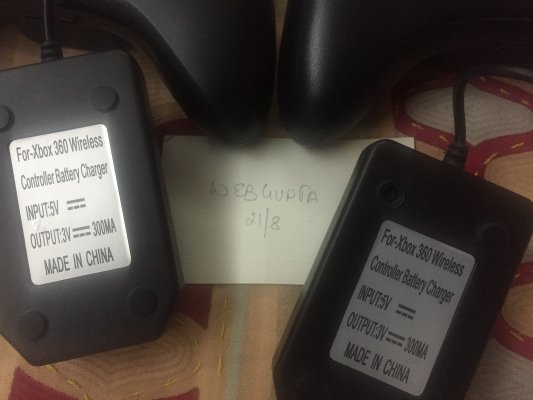 For-Xbox 360 Wireless
Controller Battery Charger
INPUT:5V
OUTPUT:3V 300MA
MADE IN CHINA
WEBGUPTA
21/8
For-Xbox 360 Wireless
Controller Battery Charger
INPUT:5V
OUTPUT:3V 300MA
MADE IN CHINA